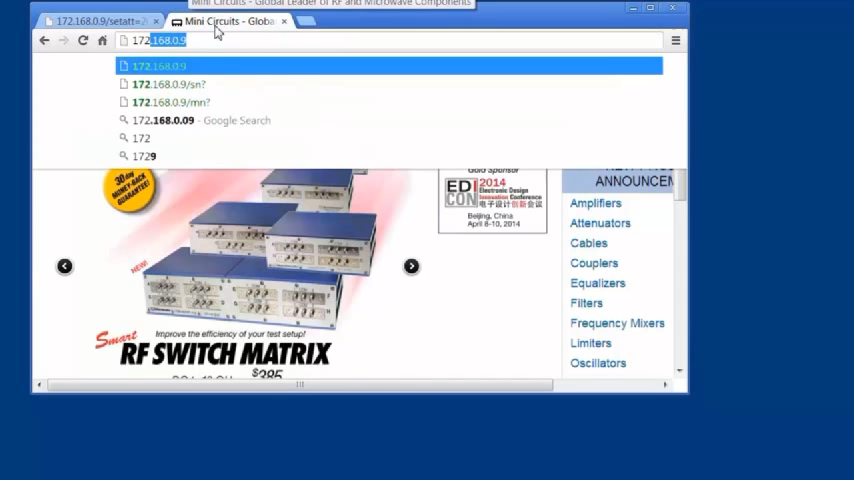 Mini Circuits - Global Leader of RF and Microwave Components
172.168.0.9/setatt=2
Mini Circuits - Globa
172.168.0.9
172.168.0.9
172.168.0.9/sn?
172.168.0.9/mn?
172.168.0.09 - Google Search
172
1729
30 day
MONEY-BACK
GUARANTEE!
Gold Sponsor
EDI
CON
2014
Electronic Design
Innovation Conference
电子设计创新会议
Beijing, China
April 8-10, 2014
ANNOUNCEM
Amplifiers
Attenuators
Cables
Couplers
Equalizers
Filters
Frequency Mixers
Limiters
Oscillators
NEW!
Smart
Improve the efficiency of your test setup!
RF SWITCH MATRIX
$385